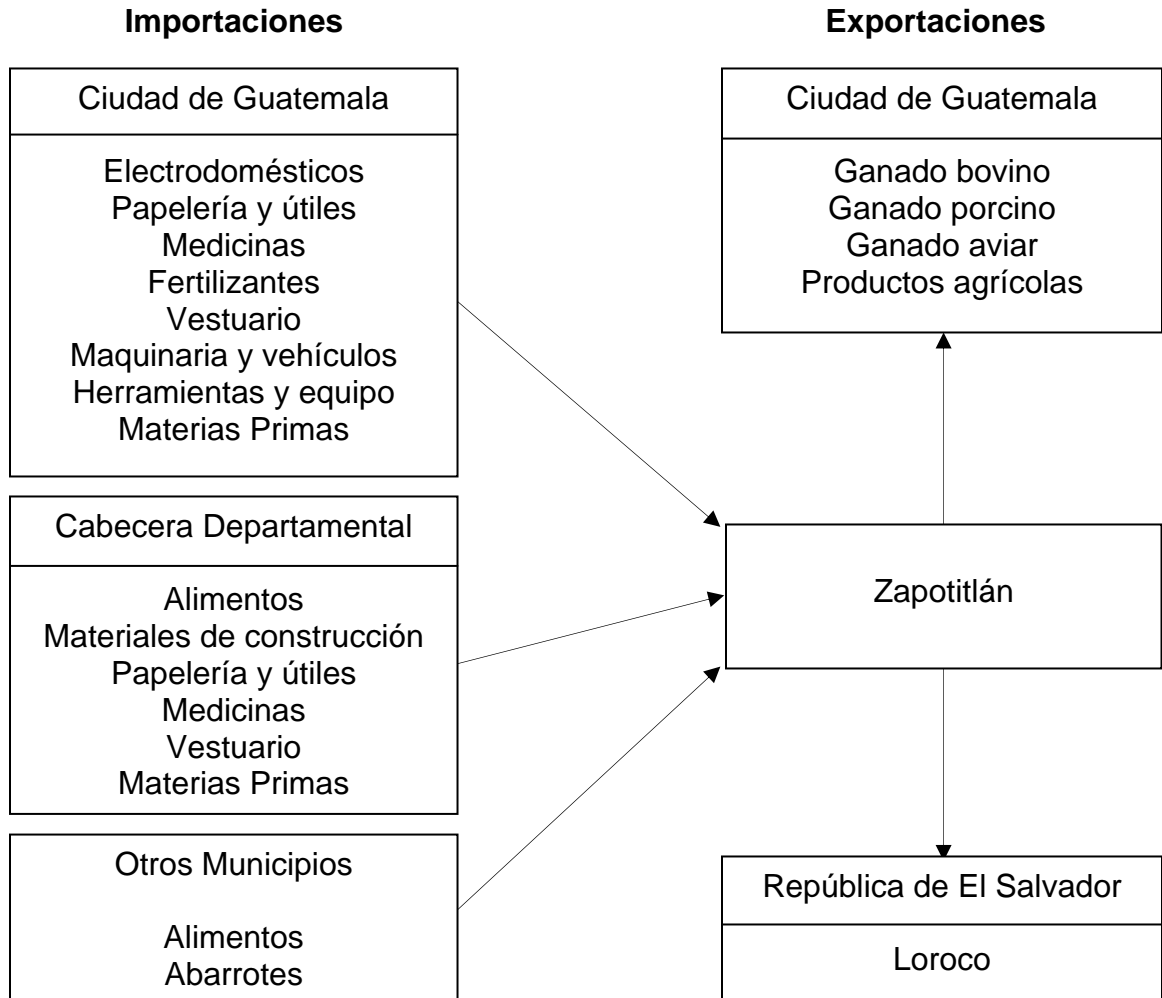 Importaciones
Exportaciones
Ciudad de Guatemala
Electrodomésticos
Papelería y útiles
Medicinas
Fertilizantes
Vestuario
Maquinaria y vehículos
Herramientas y equipo
Materias Primas
Cabecera Departamental
Alimentos
Materiales de construcción
Papelería y útiles
Medicinas
Vestuario
Materias Primas
Otros Municipios
Alimentos
Abarrotes
Ciudad de Guatemala
Ganado bovino
Ganado porcino
Ganado aviar
Productos agrícolas
Zapotitlán
República de El Salvador
Loroco